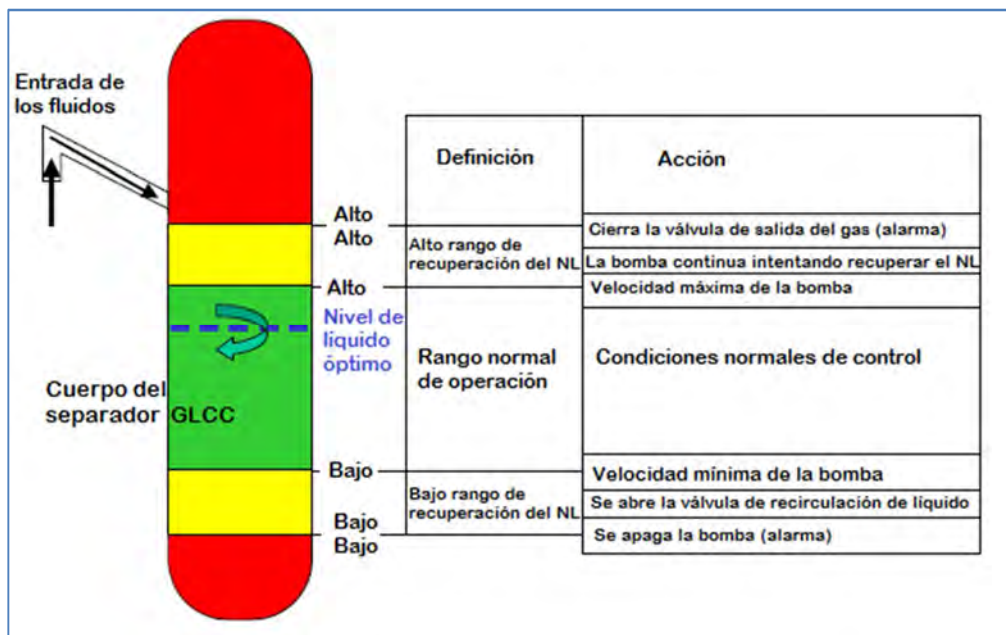 Entrada de
los fluidos
Definición
Acción
Alto
Alto
Alto rango de
recuperación del NL
Cierra la válvula de salida del gas (alarma)
La bomba continua intentando recuperar el NL
Alto
Velocidad máxima de la bomba
Nivel de
líquido
óptimo
Rango normal
de operación
Condiciones normales de control
Cuerpo del
separador GLCC
Bajo
Velocidad mínima de la bomba
Bajo rango de
recuperación del NL
Se abre la válvula de recirculación de líquido
Bajo
Bajo
Se apaga la bomba (alarma)